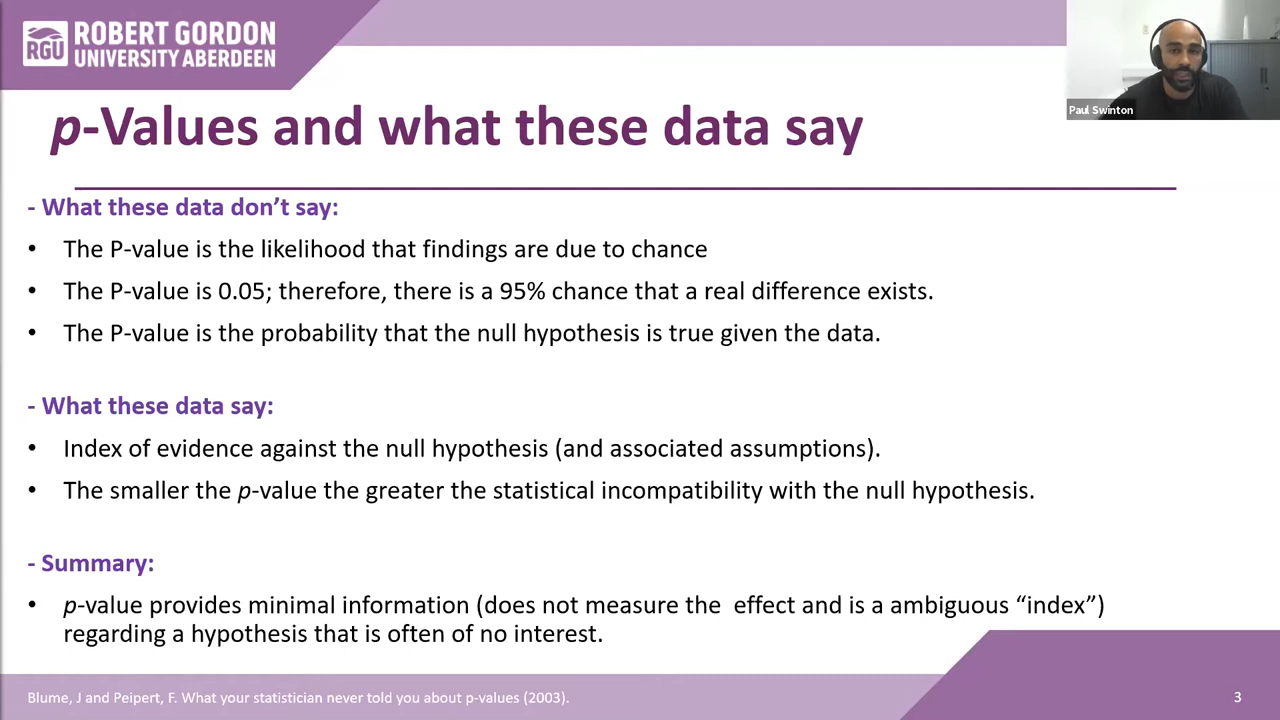 ROBERT GORDON
UNIVERSITY ABERDEEN
RGU
Paul Swinton
p-Values and what these data say
- What these data don’t say:
• The P-value is the likelihood that findings are due to chance
• The P-value is 0.05; therefore, there is a 95% chance that a real difference exists.
• The P-value is the probability that the null hypothesis is true given the data.
- What these data say:
• Index of evidence against the null hypothesis (and associated assumptions).
• The smaller the p-value the greater the statistical incompatibility with the null hypothesis.
- Summary:
• p-value provides minimal information (does not measure the  effect and is a ambiguous “index”)
regarding a hypothesis that is often of no interest.
Blume, J and Peipert, F. What your statistician never told you about p-values (2003).
3